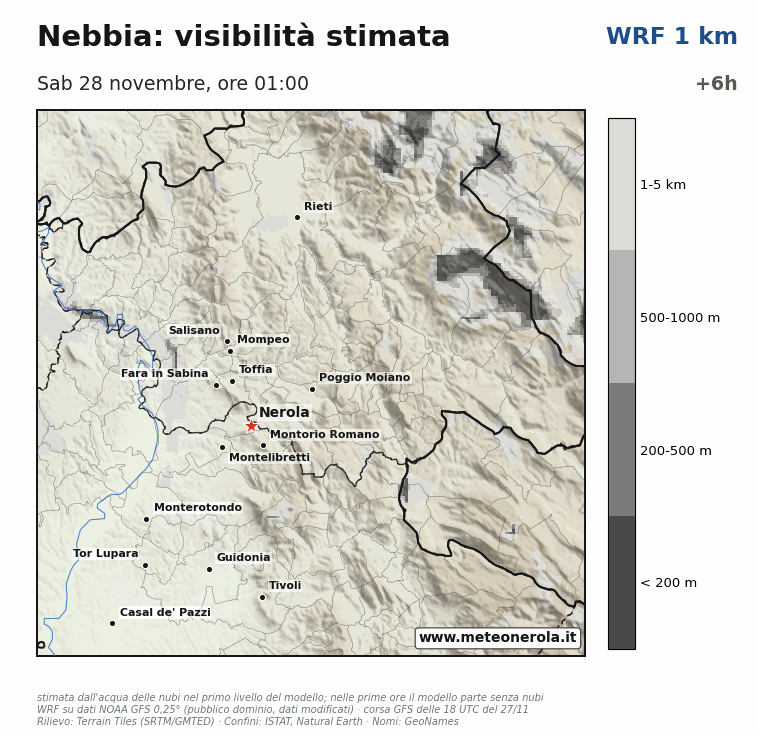 Nebbia: visibilità stimata
WRF 1 km
Sab 28 novembre, ore 01:00
+6h
Rieti
Salisano
Mompeo
Fara in Sabina
Toffia
Poggio Moiano
Nerola
Montorio Romano
Montelibretti
Monterotondo
Tor Lupara
Guidonia
Tivoli
Casal de' Pazzi
www.meteonerola.it
1-5 km
500-1000 m
200-500 m
< 200 m
stimata dall'acqua delle nubi nel primo livello del modello; nelle prime ore il modello parte senza nubi
WRF su dati NOAA GFS 0,25° (pubblico dominio, dati modificati) · corsa GFS delle 18 UTC del 27/11
Rilievo: Terrain Tiles (SRTM/GMTED) · Confini: ISTAT, Natural Earth · Nomi: GeoNames